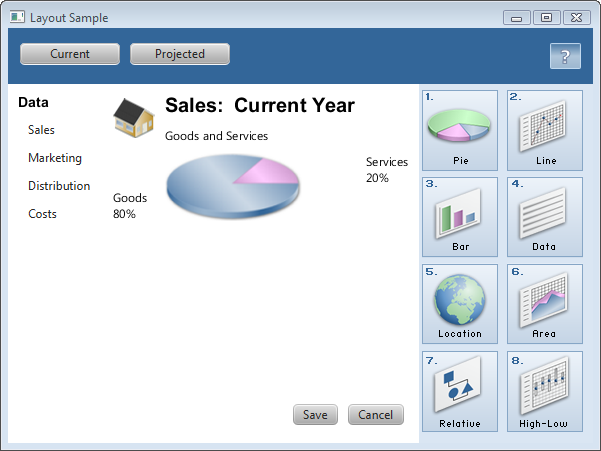 Layout Sample
Current
Projected
?
Data
Sales
Marketing
Distribution
Costs
Sales:  Current Year
Goods and Services
Services
20%
Goods
80%
Save
Cancel
1.
Pie
2.
Line
3.
Bar
4.
Data
5.
Location
6.
Area
7.
Relative
8.
High-Low